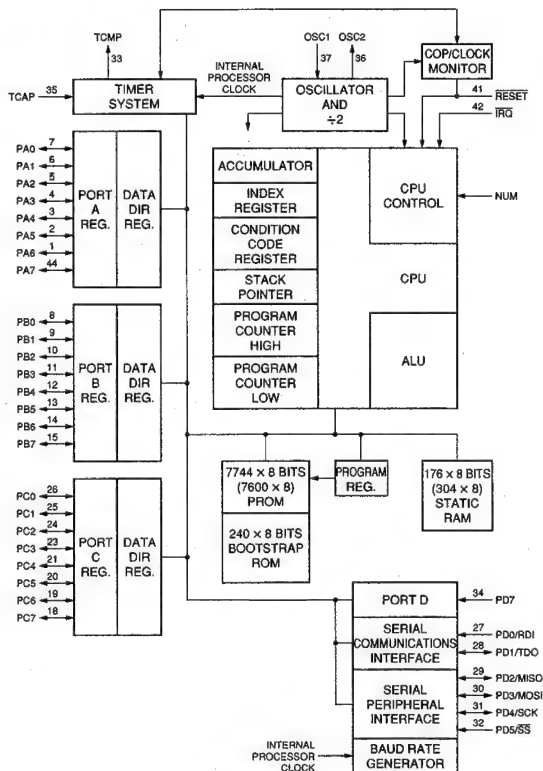 TCMP
33
OSC1
37
OSC2
36
COP/CLOCK
MONITOR
INTERNAL
PROCESSOR
CLOCK
TCAP
35
TIMER
SYSTEM
OSCILLATOR
AND
÷2
41
RESET
42
IRQ
PA0 7
PA1 6
PA2 5
PA3 4
PA4 3
PA5 2
PA6 1
PA7 44
PORT
A
REG.
DATA
DIR
REG.
ACCUMULATOR
INDEX
REGISTER
CONDITION
CODE
REGISTER
STACK
POINTER
PROGRAM
COUNTER
HIGH
PROGRAM
COUNTER
LOW
CPU
CONTROL
NUM
CPU
ALU
PB0 8
PB1 9
PB2 10
PB3 11
PB4 12
PB5 13
PB6 14
PB7 15
PORT
B
REG.
DATA
DIR
REG.
7744 × 8 BITS
(7600 × 8)
PROM
240 × 8 BITS
BOOTSTRAP
ROM
PROGRAM
REG.
176 × 8 BITS
(304 × 8)
STATIC
RAM
PC0 26
PC1 25
PC2 24
PC3 23
PC4 21
PC5 20
PC6 19
PC7 18
PORT
C
REG.
DATA
DIR
REG.
PORT D
34 PD7
SERIAL
COMMUNICATIONS
INTERFACE
27 PD0/RDI
28 PD1/TDO
SERIAL
PERIPHERAL
INTERFACE
29 PD2/MISO
30 PD3/MOSI
31 PD4/SCK
32 PD5/SS
INTERNAL
PROCESSOR
CLOCK
BAUD RATE
GENERATOR